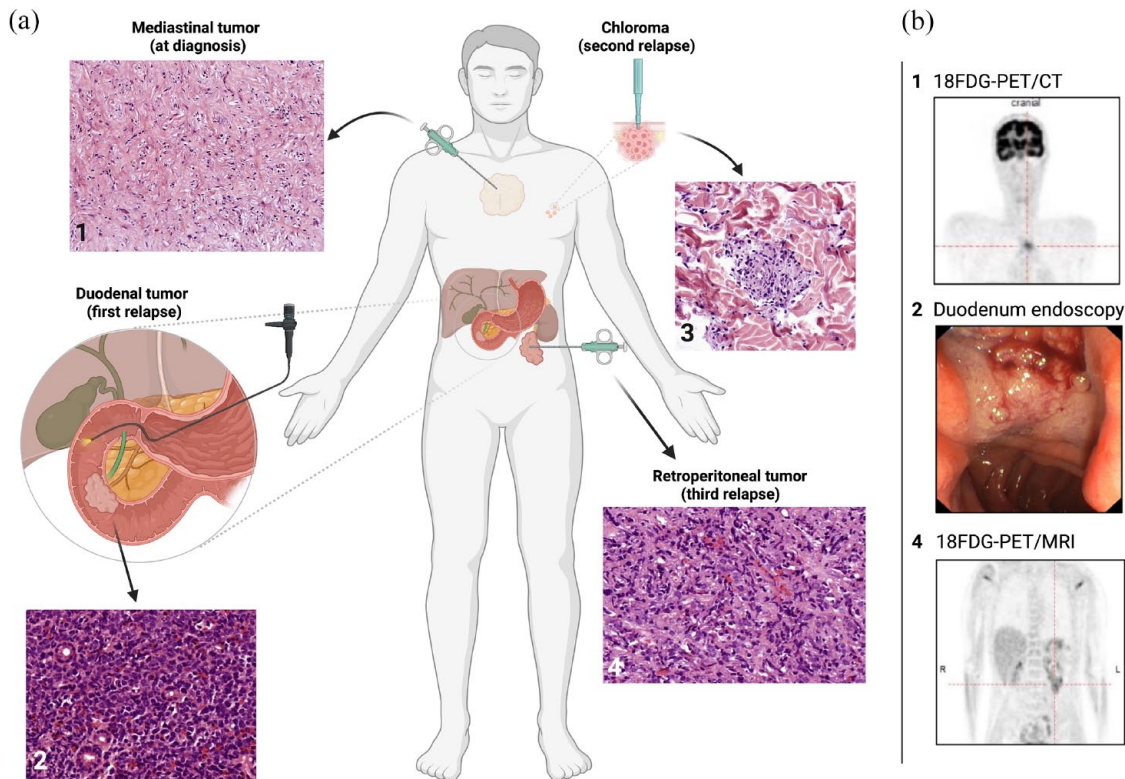 (a)
Mediastinal tumor
(at diagnosis)
1
Chloroma
(second relapse)
3
Duodenal tumor
(first relapse)
2
Retroperitoneal tumor
(third relapse)
4
(b)
1 18FDG-PET/CT
cranial
2 Duodenum endoscopy
4 18FDG-PET/MRI
R
L